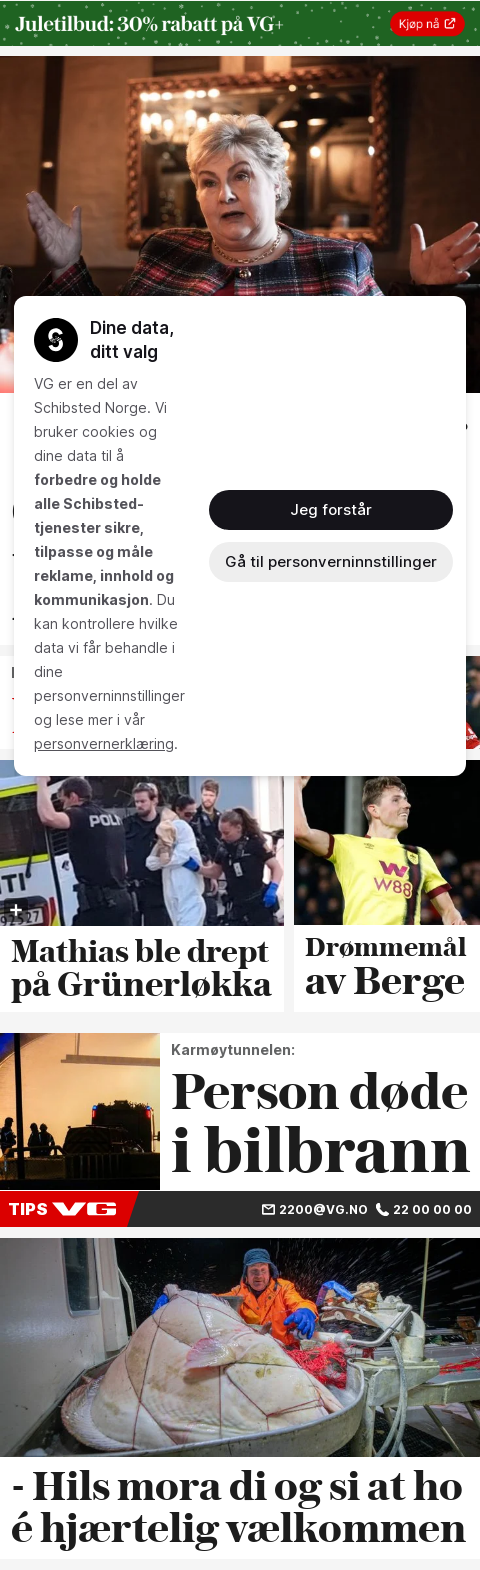 Juletilbud: 30% rabatt på VG+
Kjøp nå
Dine data,
ditt valg
VG er en del av
Schibsted Norge. Vi
bruker cookies og
dine data til å
forbedre og holde
alle Schibsted-
tjenester sikre,
tilpasse og måle
reklame, innhold og
kommunikasjon. Du
kan kontrollere hvilke
data vi får behandle i
dine
personverninnstillinger
og lese mer i vår
personvernerklæring.
Jeg forstår
Gå til personverninnstillinger
W88
Mathias ble drept
på Grünerløkka
Drømmemål
av Berge
Karmøytunnelen:
Person døde
i bilbrann
TIPS VG
2200@VG.NO 22 00 00 00
- Hils mora di og si at ho
é hjærtelig vælkommen